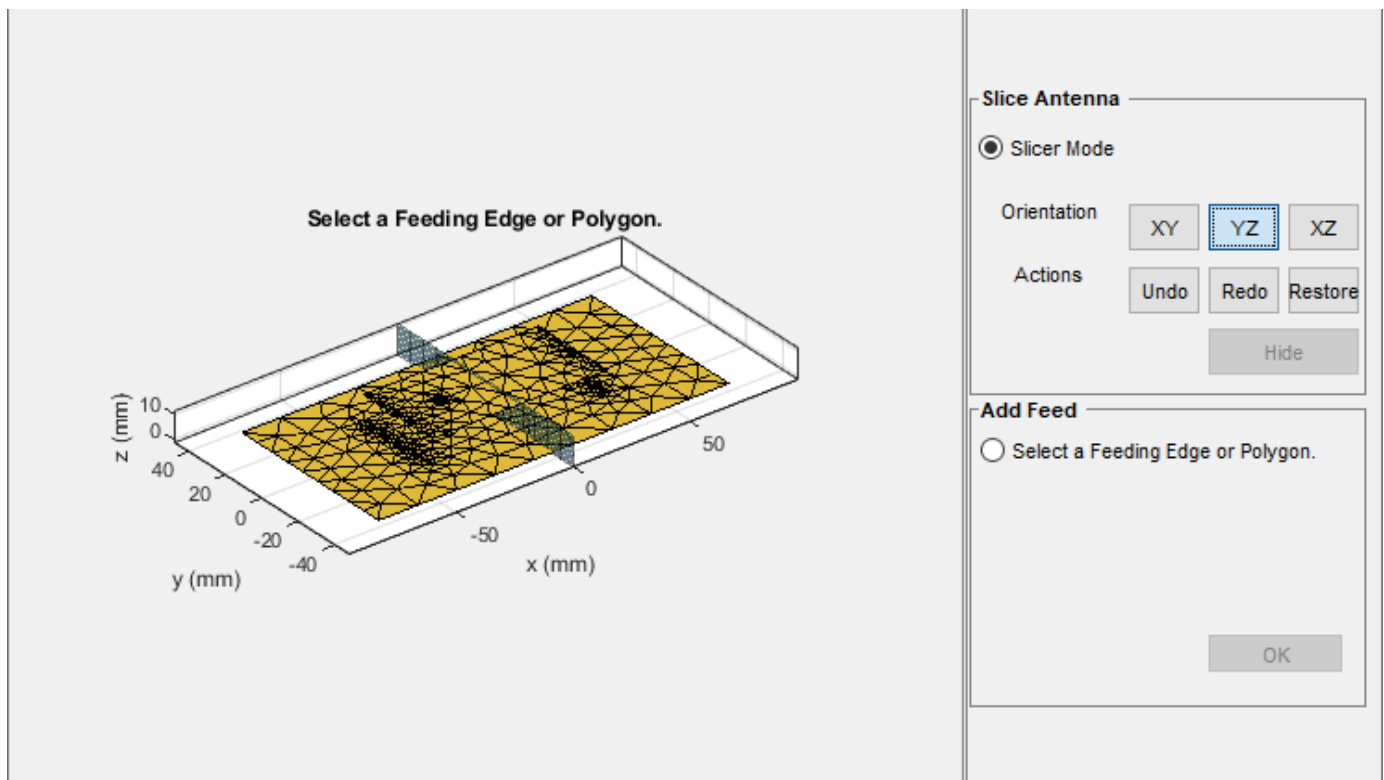 Select a Feeding Edge or Polygon.
10
0
z (mm)
40
20
0
-20
-40
y (mm)
-50
0
50
x (mm)
Slice Antenna
Slicer Mode
Orientation
XY YZ XZ
Actions
Undo Redo Restore
Hide
Add Feed
Select a Feeding Edge or Polygon.
OK